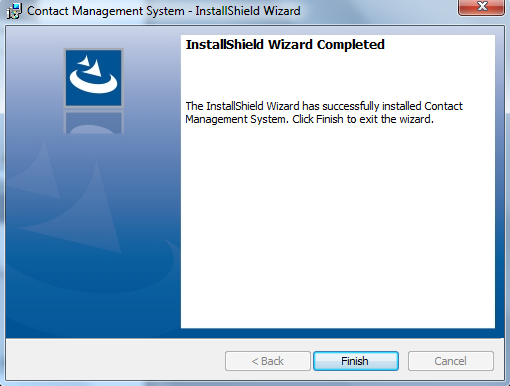 Contact Management System - InstallShield Wizard
InstallShield Wizard Completed
The InstallShield Wizard has successfully installed Contact
Management System. Click Finish to exit the wizard.
< Back
Finish
Cancel